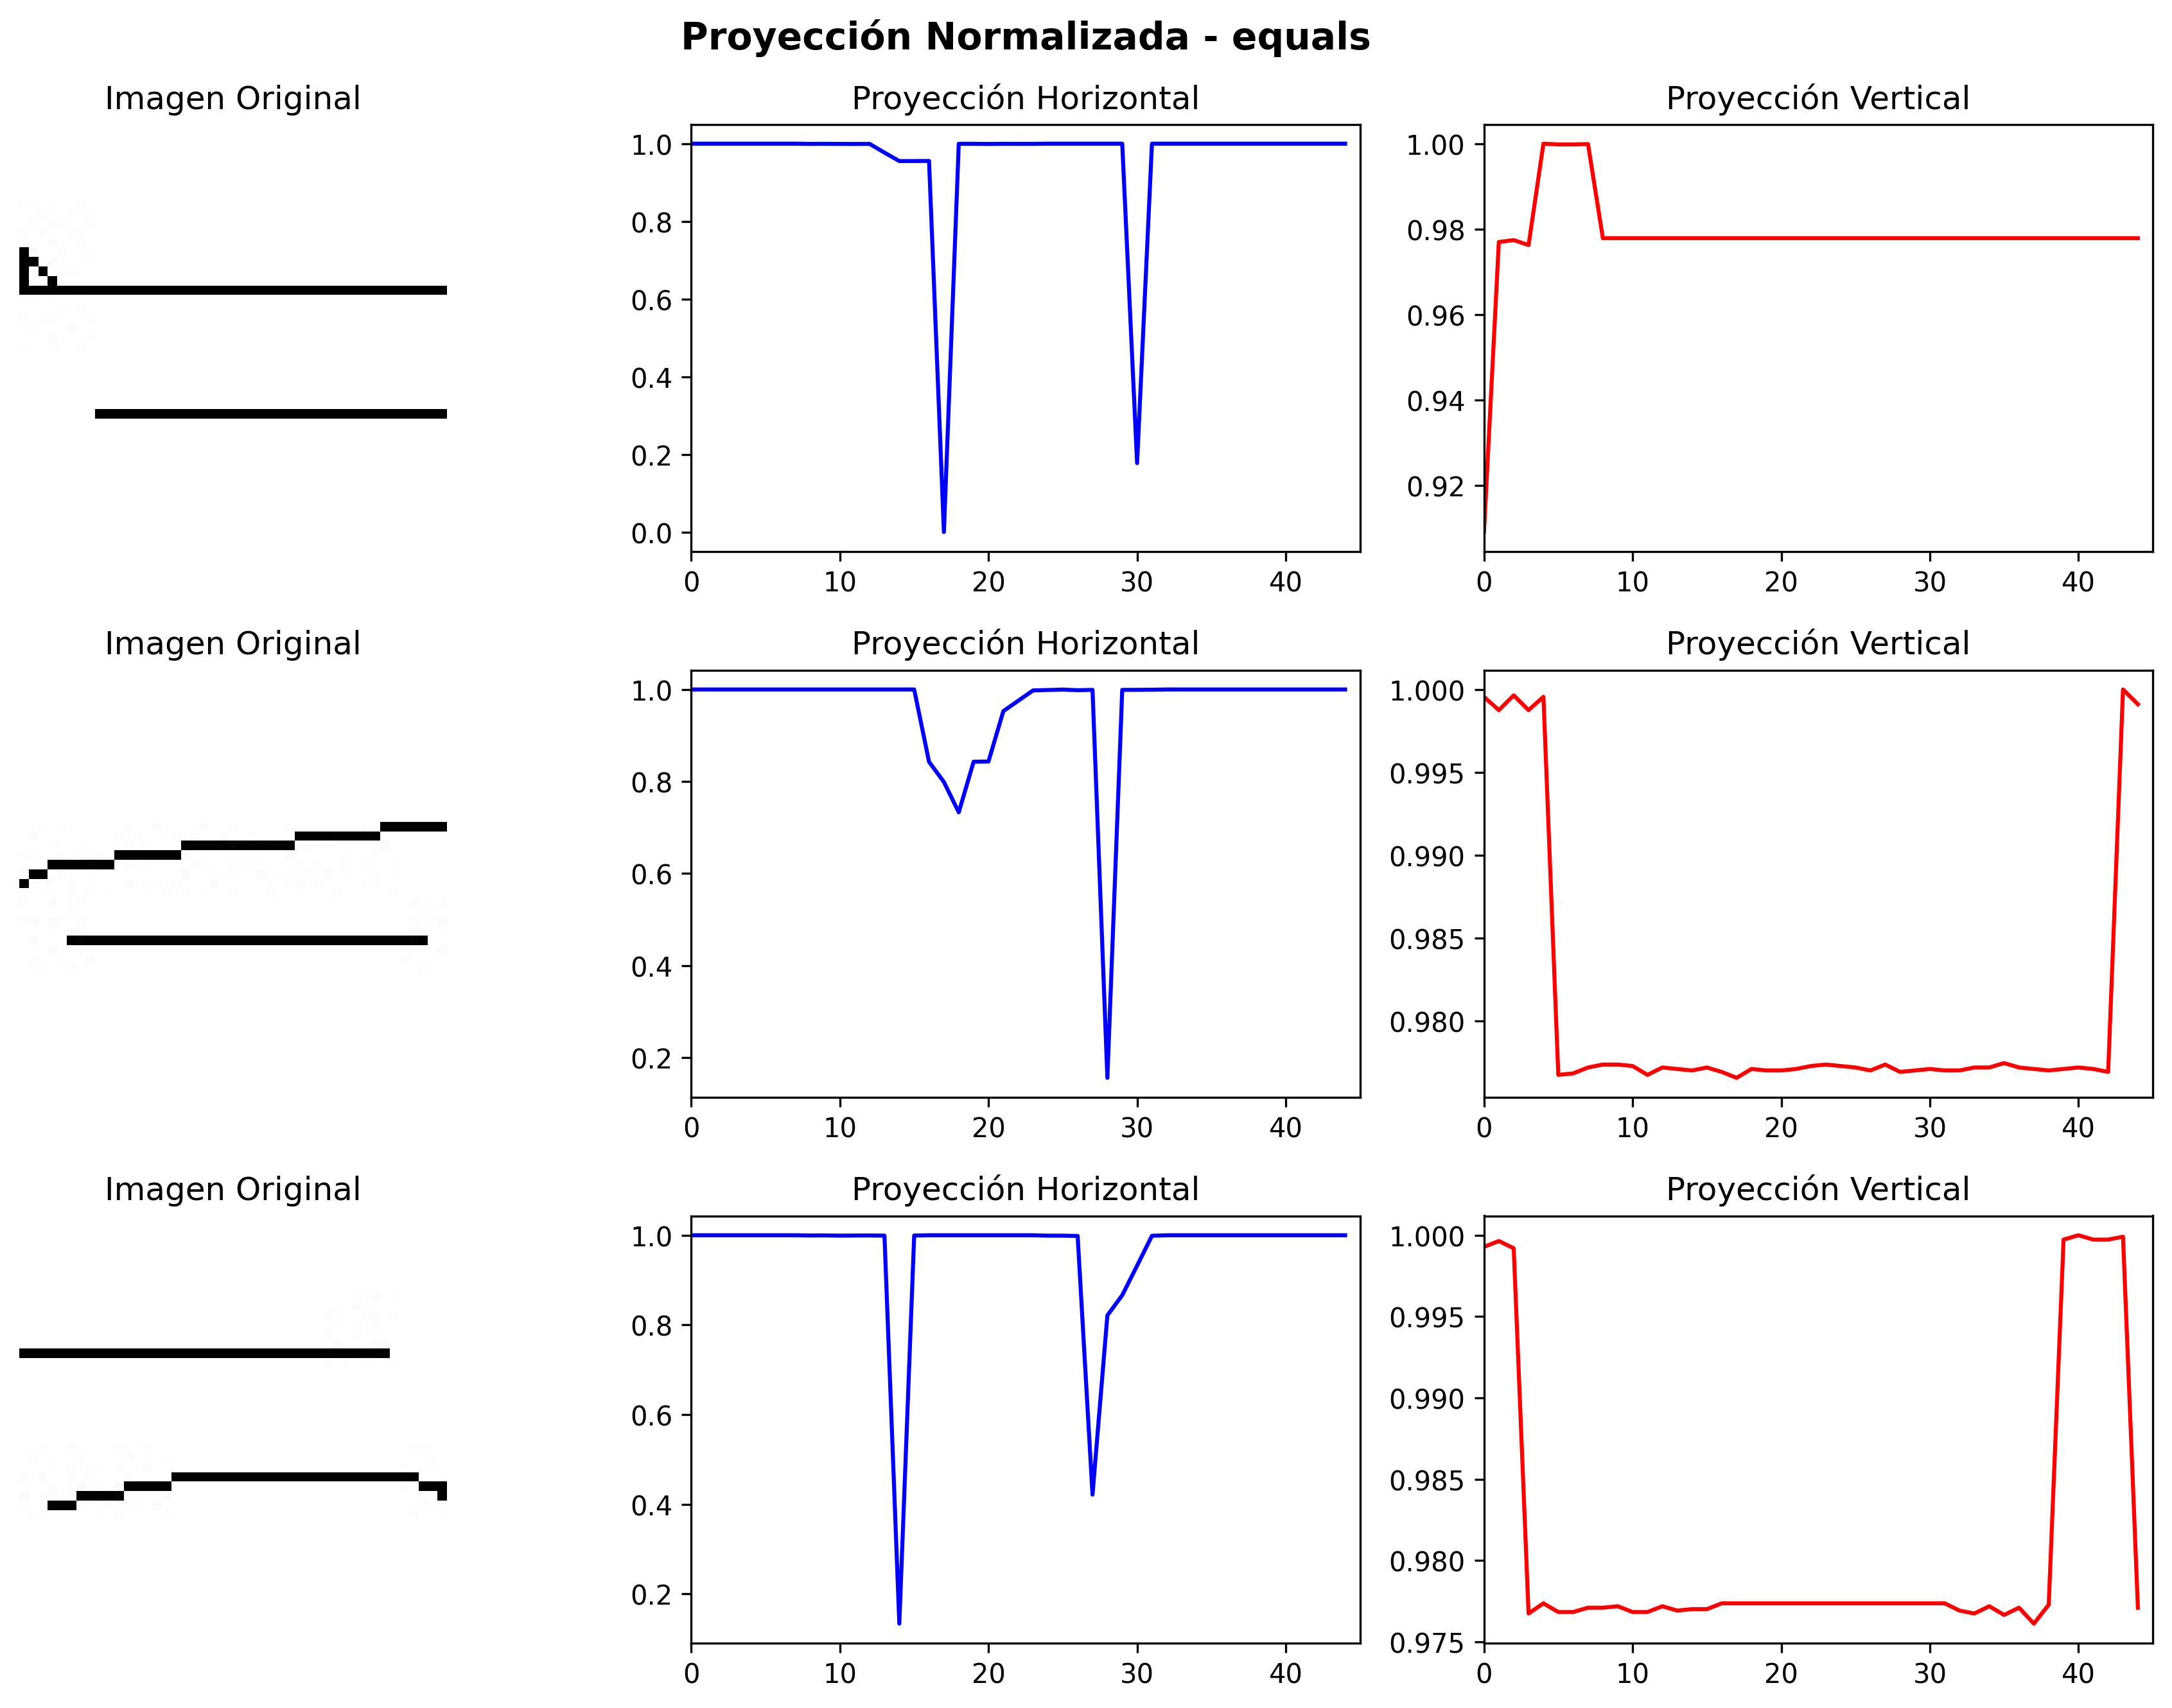 Proyección Normalizada - equals
Imagen Original
Proyección Horizontal
Proyección Vertical
1.0
0.8
0.6
0.4
0.2
0.0
0 10 20 30 40
1.00
0.98
0.96
0.94
0.92
0 10 20 30 40
Imagen Original
Proyección Horizontal
Proyección Vertical
1.0
0.8
0.6
0.4
0.2
0 10 20 30 40
1.000
0.995
0.990
0.985
0.980
0 10 20 30 40
Imagen Original
Proyección Horizontal
Proyección Vertical
1.0
0.8
0.6
0.4
0.2
0 10 20 30 40
1.000
0.995
0.990
0.985
0.980
0.975
0 10 20 30 40